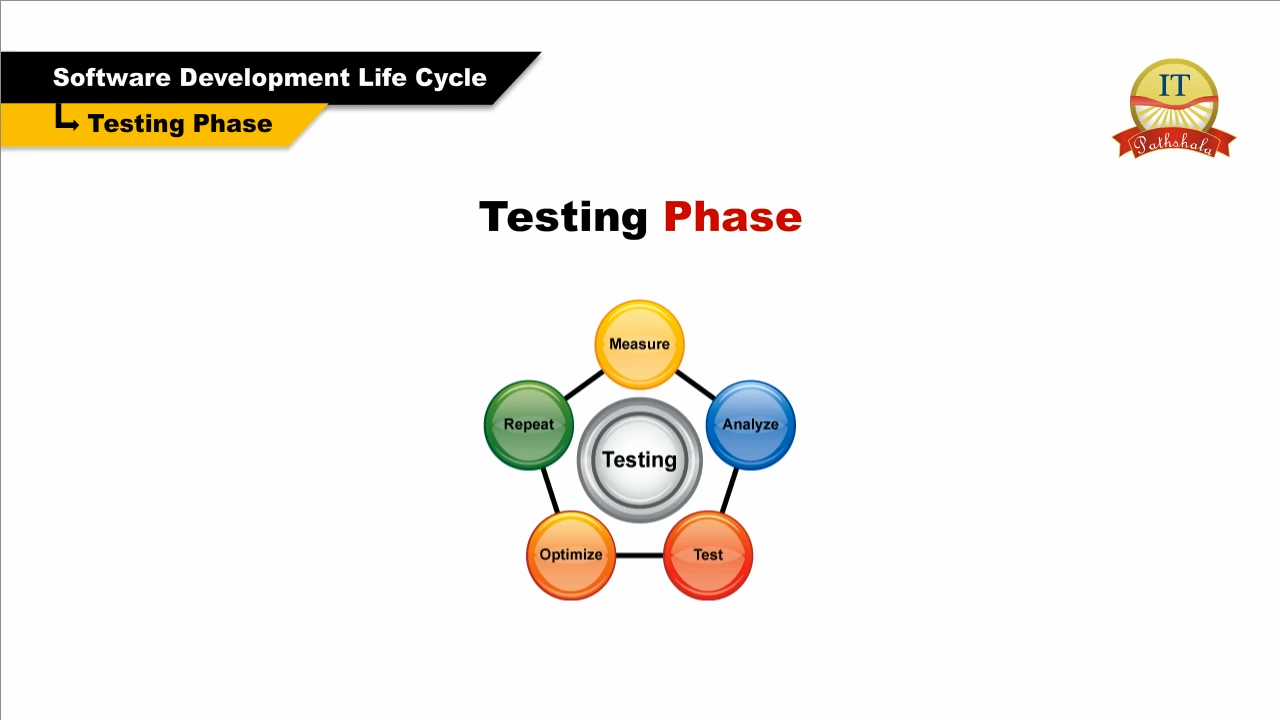 Software Development Life Cycle
Testing Phase
IT
Pathshala
Testing Phase
Measure
Repeat
Analyze
Testing
Optimize
Test